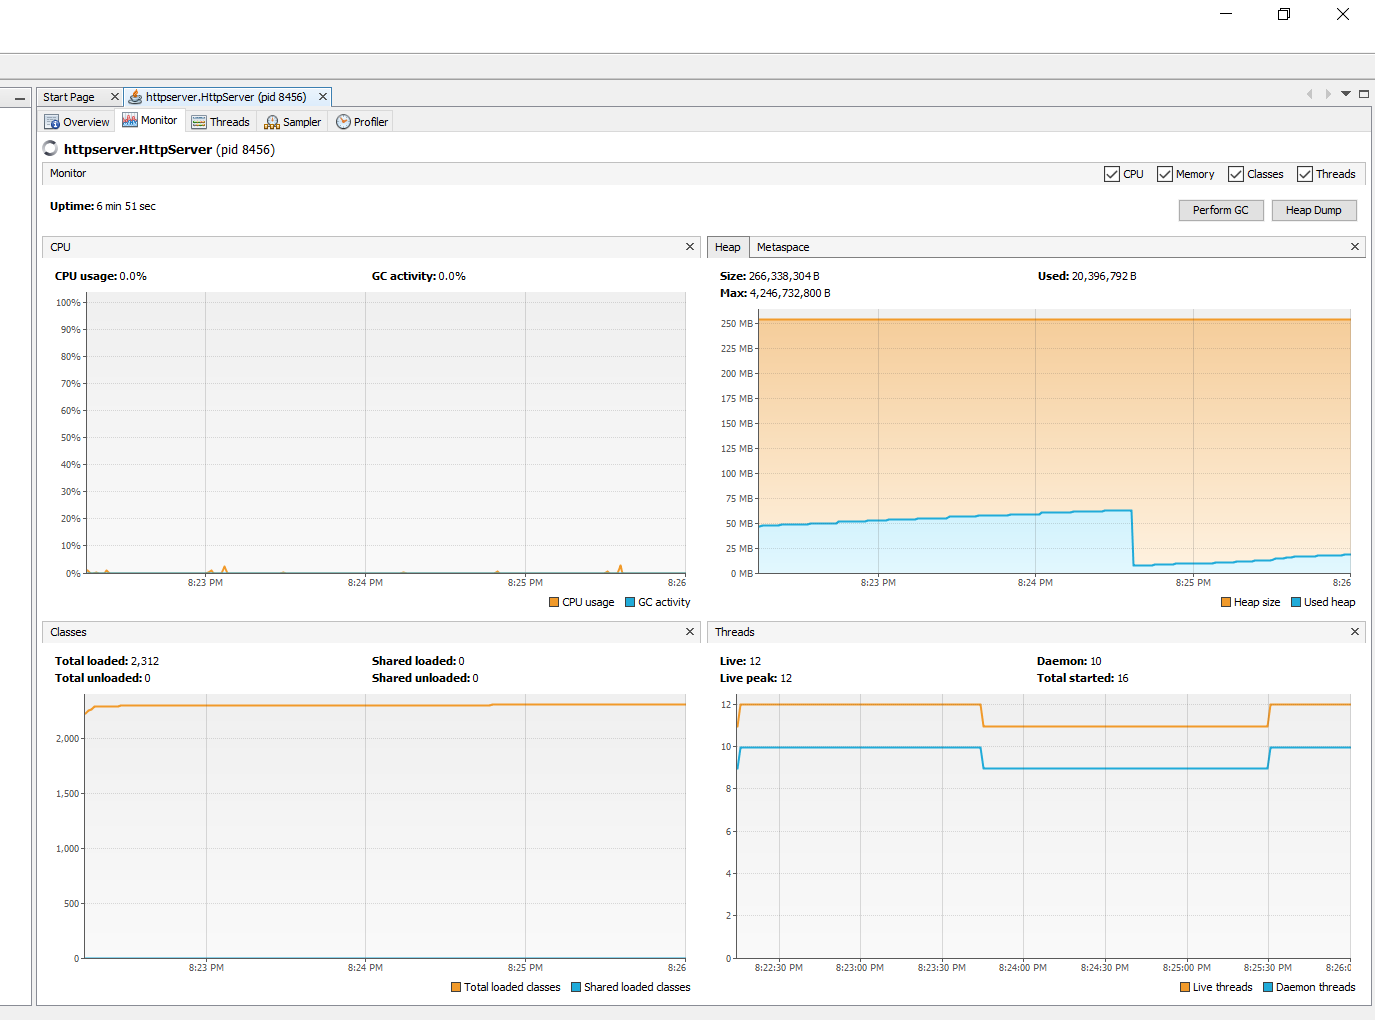 Start Page
httpserver.HttpServer (pid 8456)
Overview Monitor Threads Sampler Profiler
httpserver.HttpServer (pid 8456)
Monitor
CPU Memory Classes Threads
Uptime: 6 min 51 sec
Perform GC Heap Dump
CPU
CPU usage: 0.0% GC activity: 0.0%
100%
90%
80%
70%
60%
50%
40%
30%
20%
10%
0%
8:23 PM 8:24 PM 8:25 PM 8:26
CPU usage GC activity
Heap Metaspace
Size: 266,338,304 B Used: 20,396,792 B
Max: 4,246,732,800 B
250 MB
225 MB
200 MB
175 MB
150 MB
125 MB
100 MB
75 MB
50 MB
25 MB
0 MB
8:23 PM 8:24 PM 8:25 PM 8:26
Heap size Used heap
Classes
Total loaded: 2,312 Shared loaded: 0
Total unloaded: 0 Shared unloaded: 0
2,000
1,500
1,000
500
0
8:23 PM 8:24 PM 8:25 PM 8:26
Total loaded classes Shared loaded classes
Threads
Live: 12 Daemon: 10
Live peak: 12 Total started: 16
12
10
8
6
4
2
0
8:22:30 PM 8:23:00 PM 8:23:30 PM 8:24:00 PM 8:24:30 PM 8:25:00 PM 8:25:30 PM 8:26:0
Live threads Daemon threads